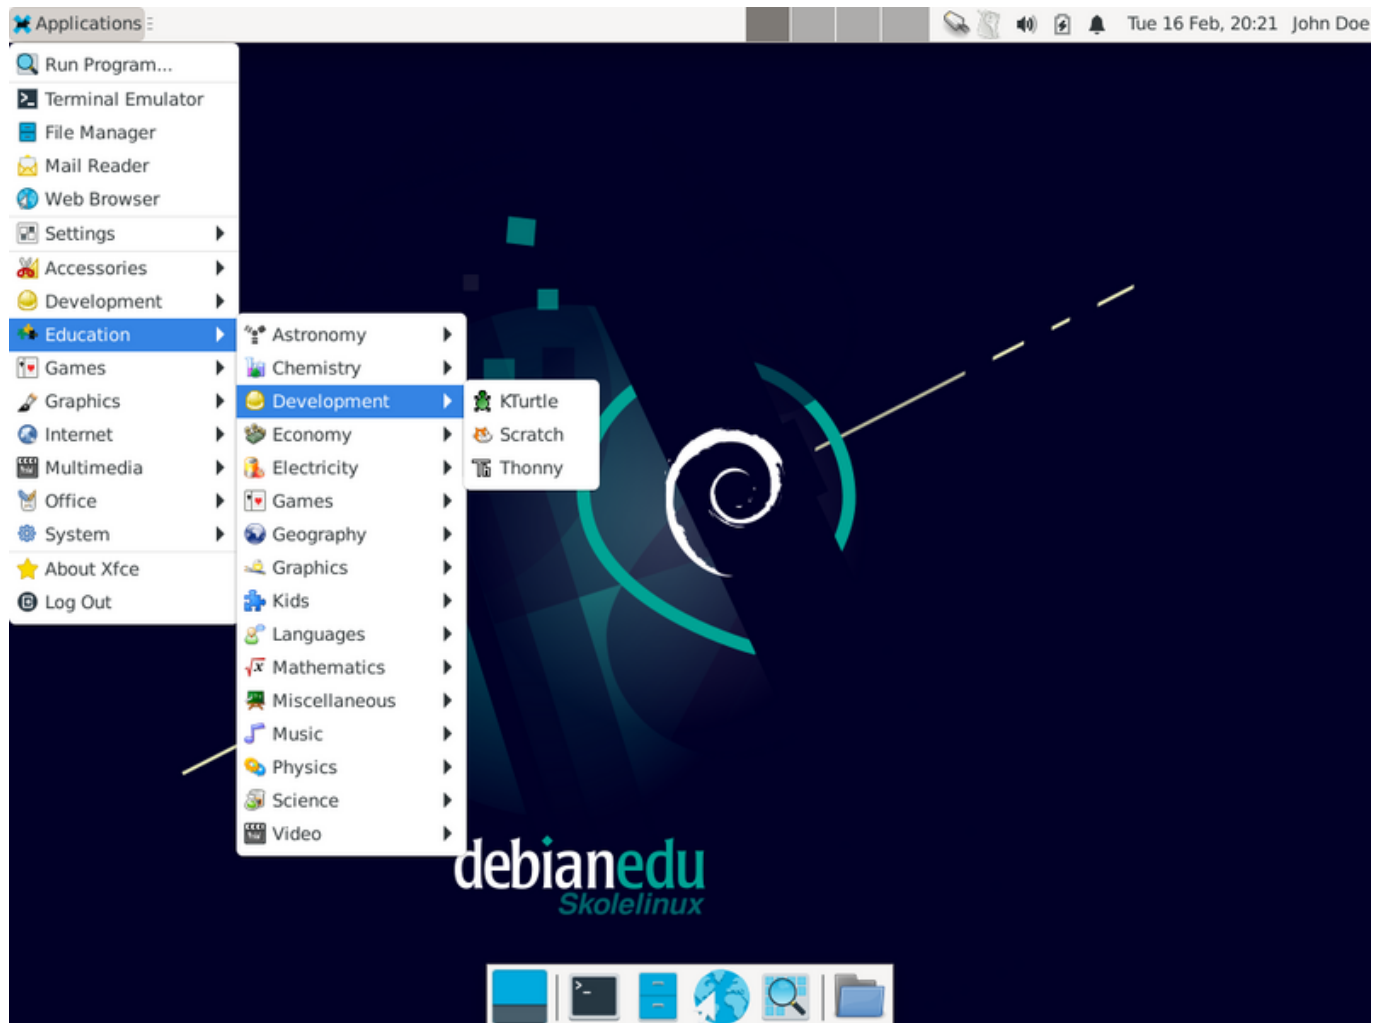 Applications
Tue 16 Feb, 20:21 John Doe
Run Program...
Terminal Emulator
File Manager
Mail Reader
Web Browser
Settings
Accessories
Development
Education
Games
Graphics
Internet
Multimedia
Office
System
About Xfce
Log Out
Astronomy
Chemistry
Development
Economy
Electricity
Games
Geography
Graphics
Kids
Languages
Mathematics
Miscellaneous
Music
Physics
Science
Video
KTurtle
Scratch
Thonny
debianedu
Skolelinux